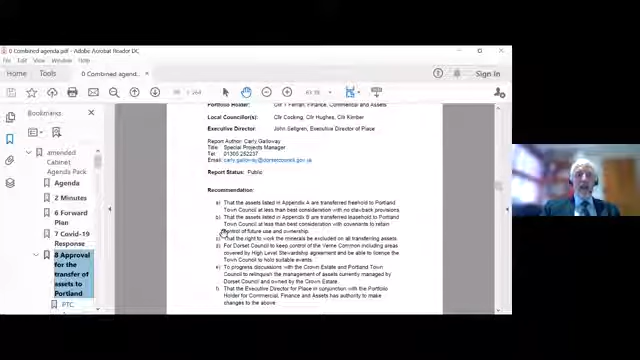 0 Combined agenda.pdf - Adobe Acrobat Reader DC
File Edit View Window Help
Home Tools 0 Combined agend... ×
Sign In
/ 264
Bookmarks
amended
Cabinet
Agenda Pack
Agenda
2 Minutes
6 Forward
Plan
7 Covid-19
Response
8 Approval
for the
transfer of
assets to
Portland
PTC
Portfolio Holder: Cllr T Ferrari, Finance, Commercial and Assets
Local Councillor(s): Cllr Cocking, Cllr Hughes, Cllr Kimber
Executive Director: John Sellgren, Executive Director of Place
Report Author: Carly Galloway
Title: Special Projects Manager
Tel: 01305 252237
Email: carly.galloway@dorsetcouncil.gov.uk
Report Status: Public
Recommendation:
a) That the assets listed in Appendix A are transferred freehold to Portland
Town Council at less than best consideration with no clawback provisions
b) That the assets listed in Appendix B are transferred leasehold to Portland
Town Council at less than best consideration with covenants to retain
control of future use and ownership.
c) That the right to work the minerals be excluded on all transferring assets
d) For Dorset Council to keep control of the Verne Common including areas
covered by High Level Stewardship agreement and be able to licence the
Town Council to hold suitable events
e) To progress discussions with the Crown Estate and Portland Town
Council to relinquish the management of assets currently managed by
Dorset Council and owned by the Crown Estate.
f) That the Executive Director for Place in conjunction with the Portfolio
Holder for Commercial, Finance and Assets has authority to make
changes to the above